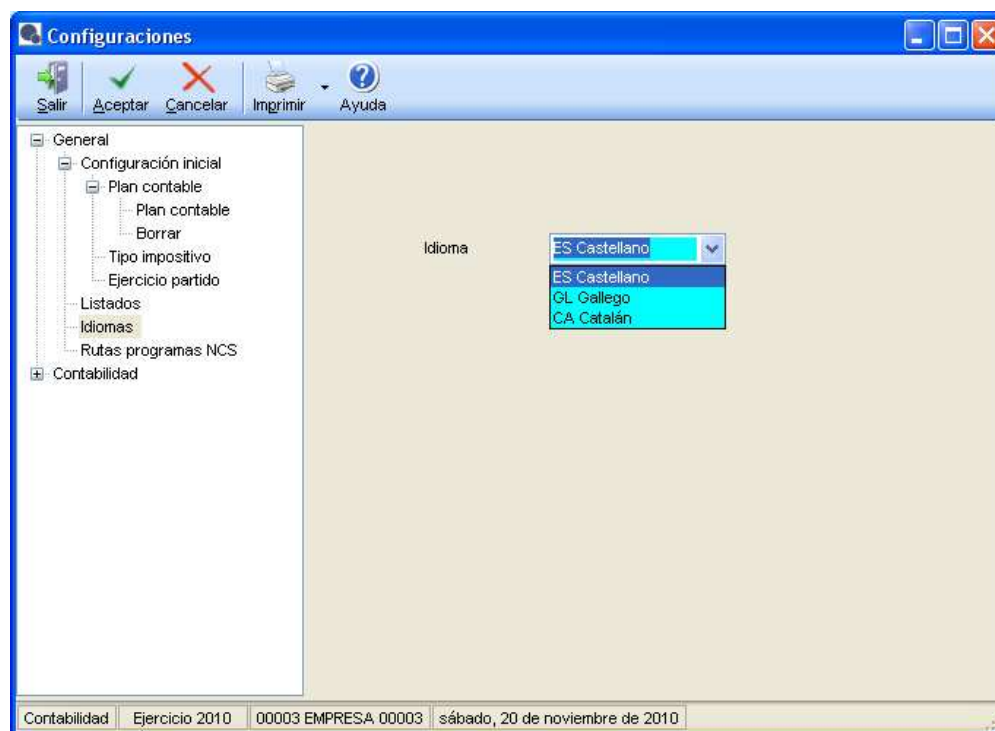 Configuraciones
Salir Aceptar Cancelar Imprimir Ayuda
General
Configuración inicial
Plan contable
Plan contable
Borrar
Tipo impositivo
Ejercicio partido
Listados
Idiomas
Rutas programas NCS
Contabilidad
Idioma ES Castellano
ES Castellano
GL Gallego
CA Catalán
Contabilidad Ejercicio 2010 00003 EMPRESA 00003 sábado, 20 de noviembre de 2010